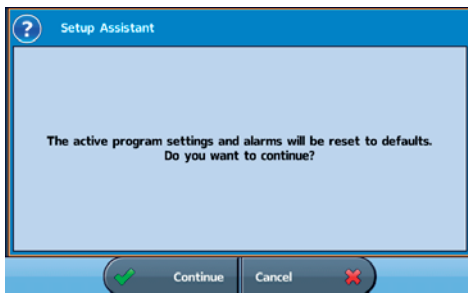 ?
Setup Assistant
The active program settings and alarms will be reset to defaults.
Do you want to continue?
Continue
Cancel